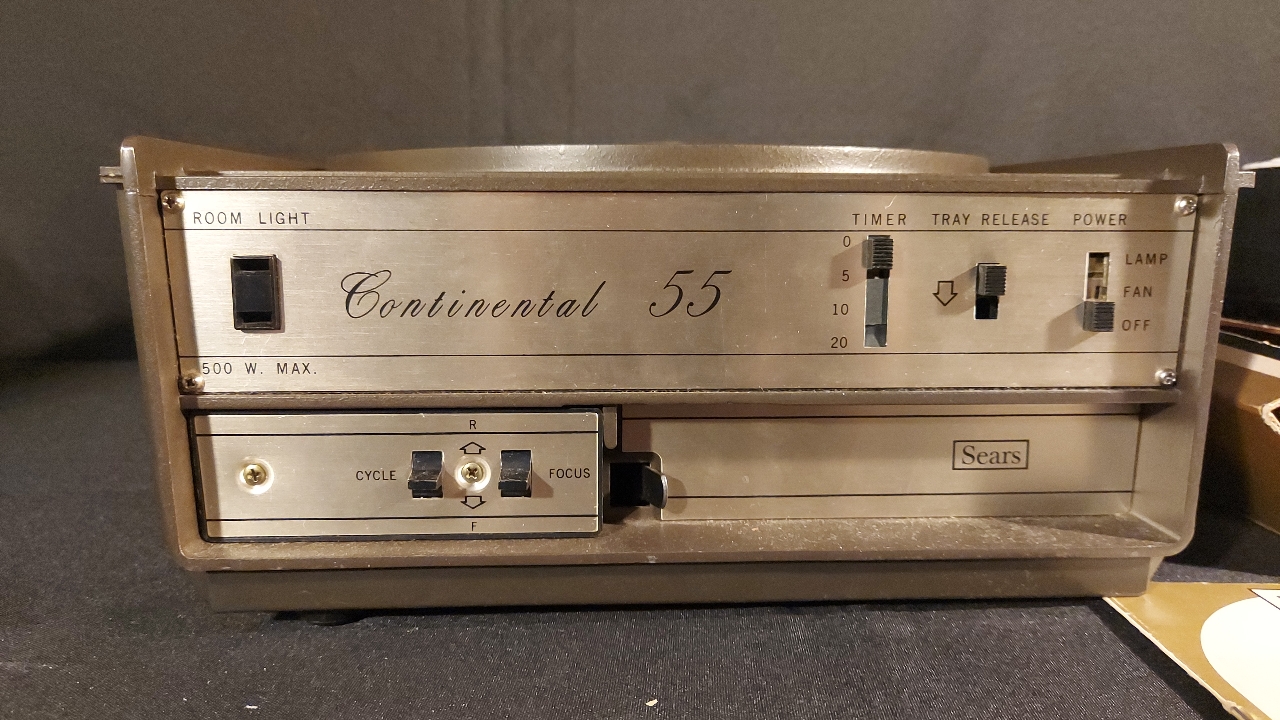 ROOM LIGHT
TIMER
TRAY RELEASE
POWER
0
5
10
20
LAMP
FAN
OFF
Continental 55
500 W. MAX.
R
CYCLE
FOCUS
F
Sears